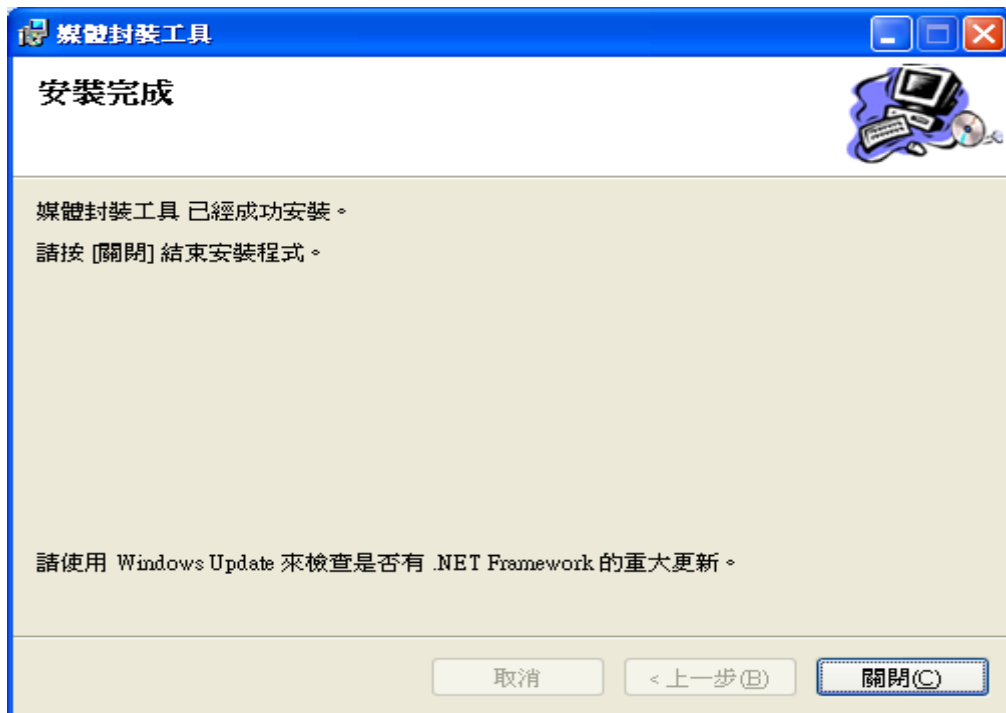 媒體封裝工具
安裝完成
媒體封裝工具 已經成功安裝。
請按 [關閉] 結束安裝程式。
請使用 Windows Update 來檢查是否有 .NET Framework 的重大更新。
取消
< 上一步(B)
關閉(C)